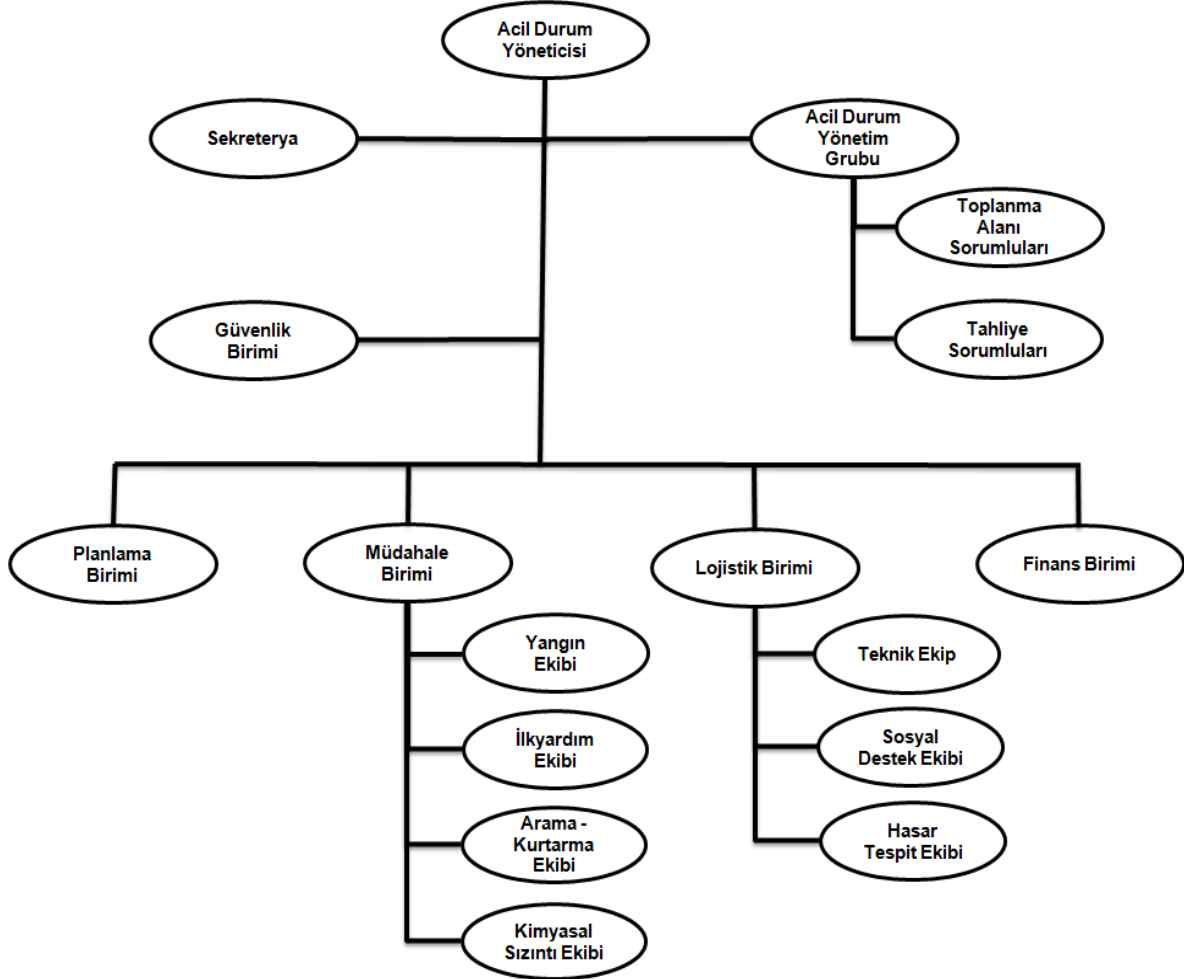 Acil Durum
Yöneticisi
Sekreterya
Acil Durum
Yönetim
Grubu
Toplanma
Alanı
Sorumluları
Güvenlik
Birimi
Tahliye
Sorumluları
Planlama
Birimi
Müdahale
Birimi
Lojistik Birimi
Finans Birimi
Yangın
Ekibi
İlkyardım
Ekibi
Arama -
Kurtarma
Ekibi
Kimyasal
Sızıntı Ekibi
Teknik Ekip
Sosyal
Destek Ekibi
Hasar
Tespit Ekibi